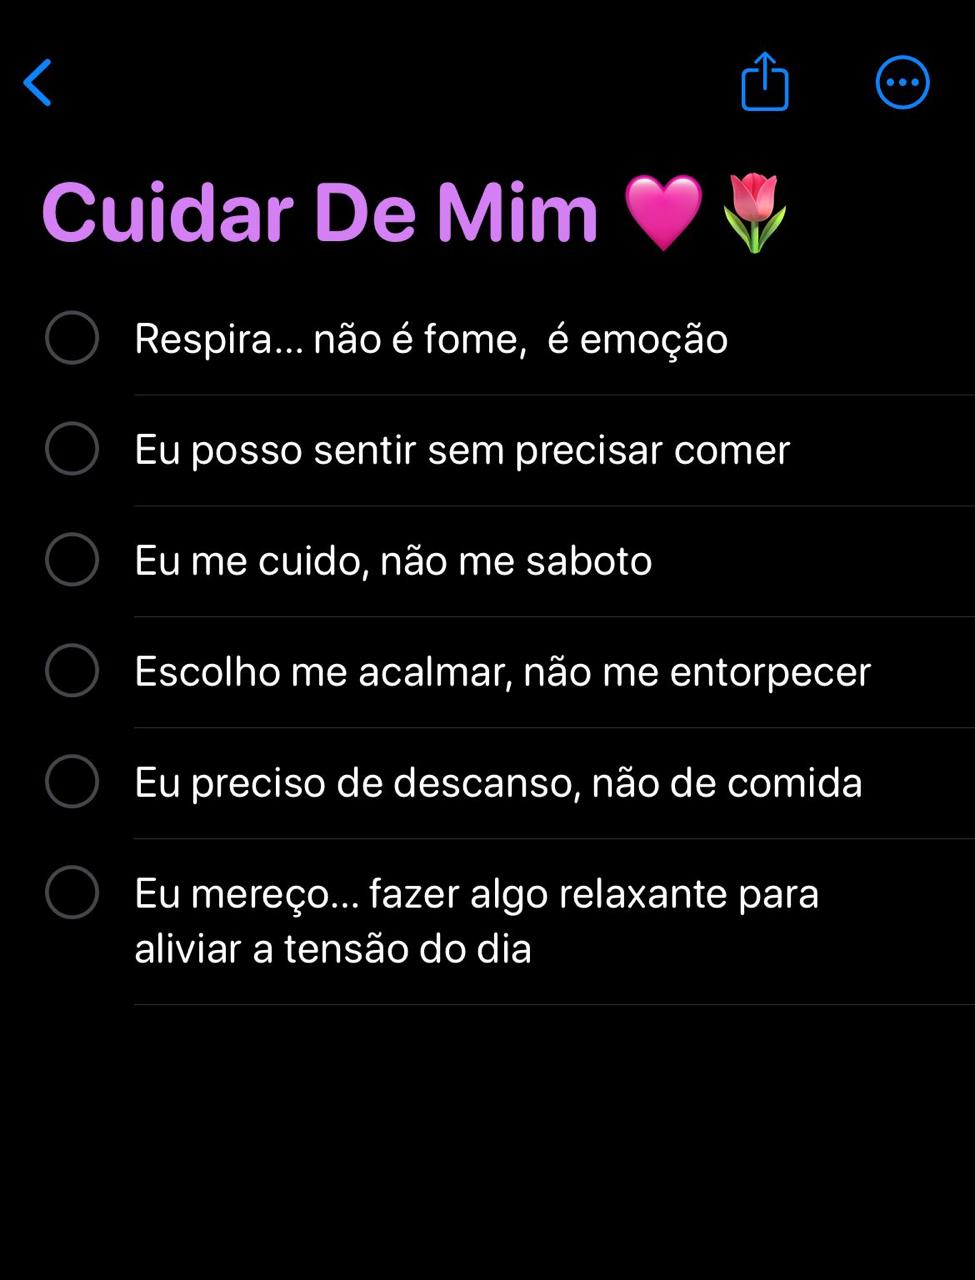 Cuidar De Mim 🩷🌷
Respira... não é fome,  é emoção
Eu posso sentir sem precisar comer
Eu me cuido, não me saboto
Escolho me acalmar, não me entorpecer
Eu preciso de descanso, não de comida
Eu mereço... fazer algo relaxante para
aliviar a tensão do dia